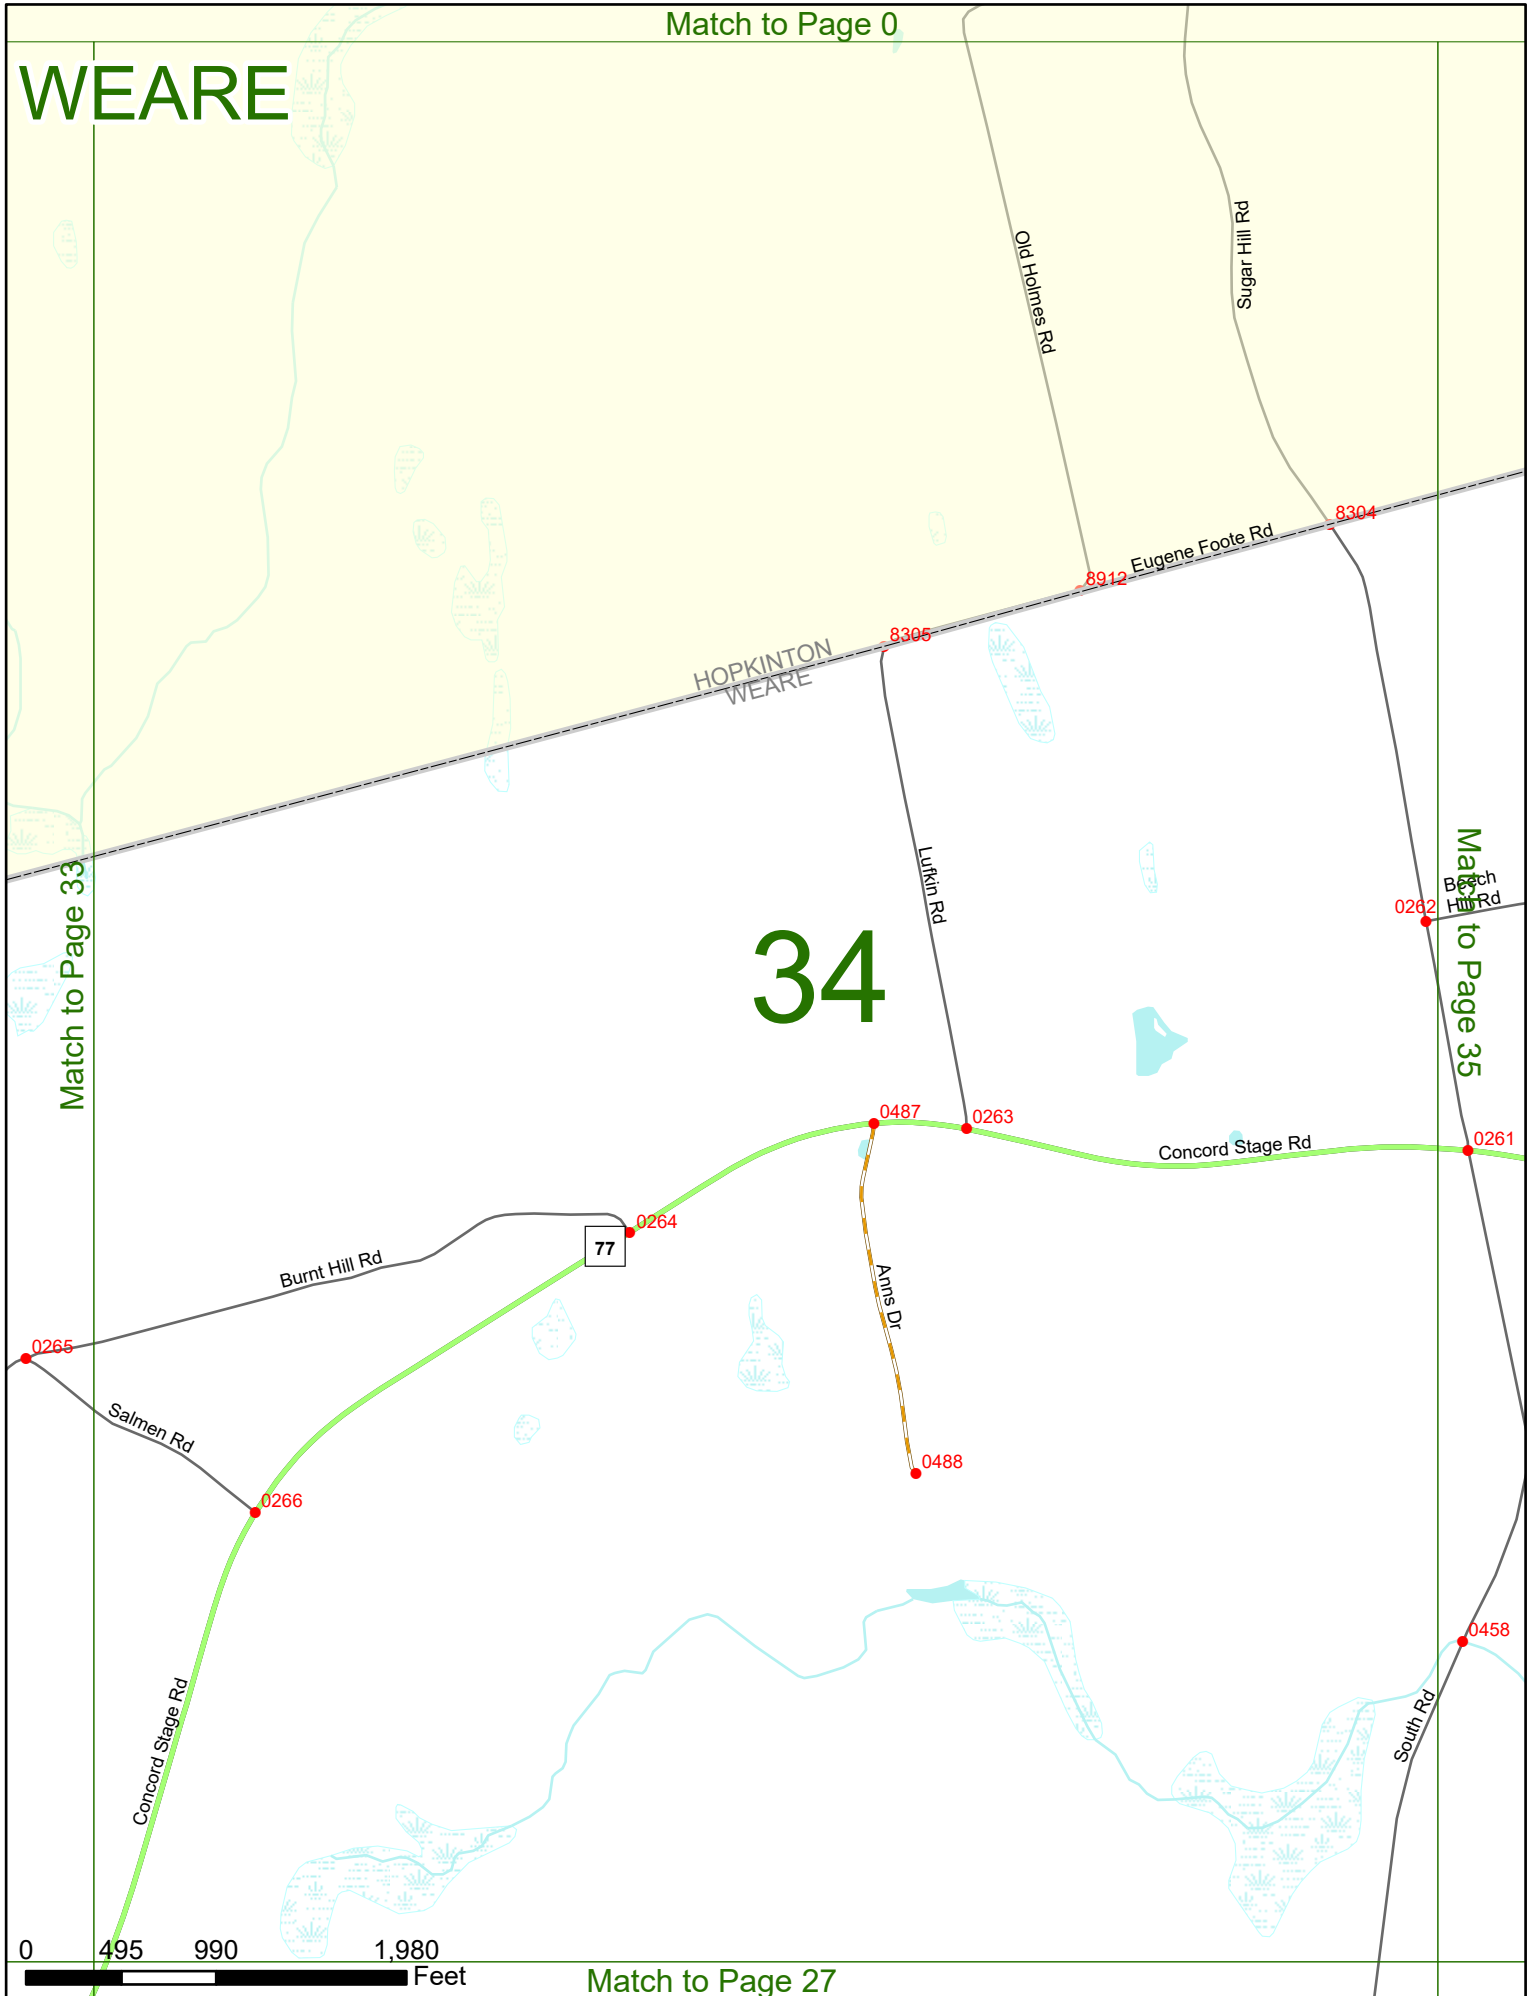 Match to Page 0
WEARE
Old Holmes Rd
Sugar Hill Rd
8304
Eugene Foote Rd
8912
8305
HOPKINTON
WEARE
Match to Page 33
Lufkin Rd
Match to Page 35
Beech
Hill Rd
0262
34
0487
0263
0261
Concord Stage Rd
0264
77
Burnt Hill Rd
Anns Dr
0265
Salmen Rd
0488
0266
0458
Concord Stage Rd
South Rd
0 495 990 1,980
Feet
Match to Page 27